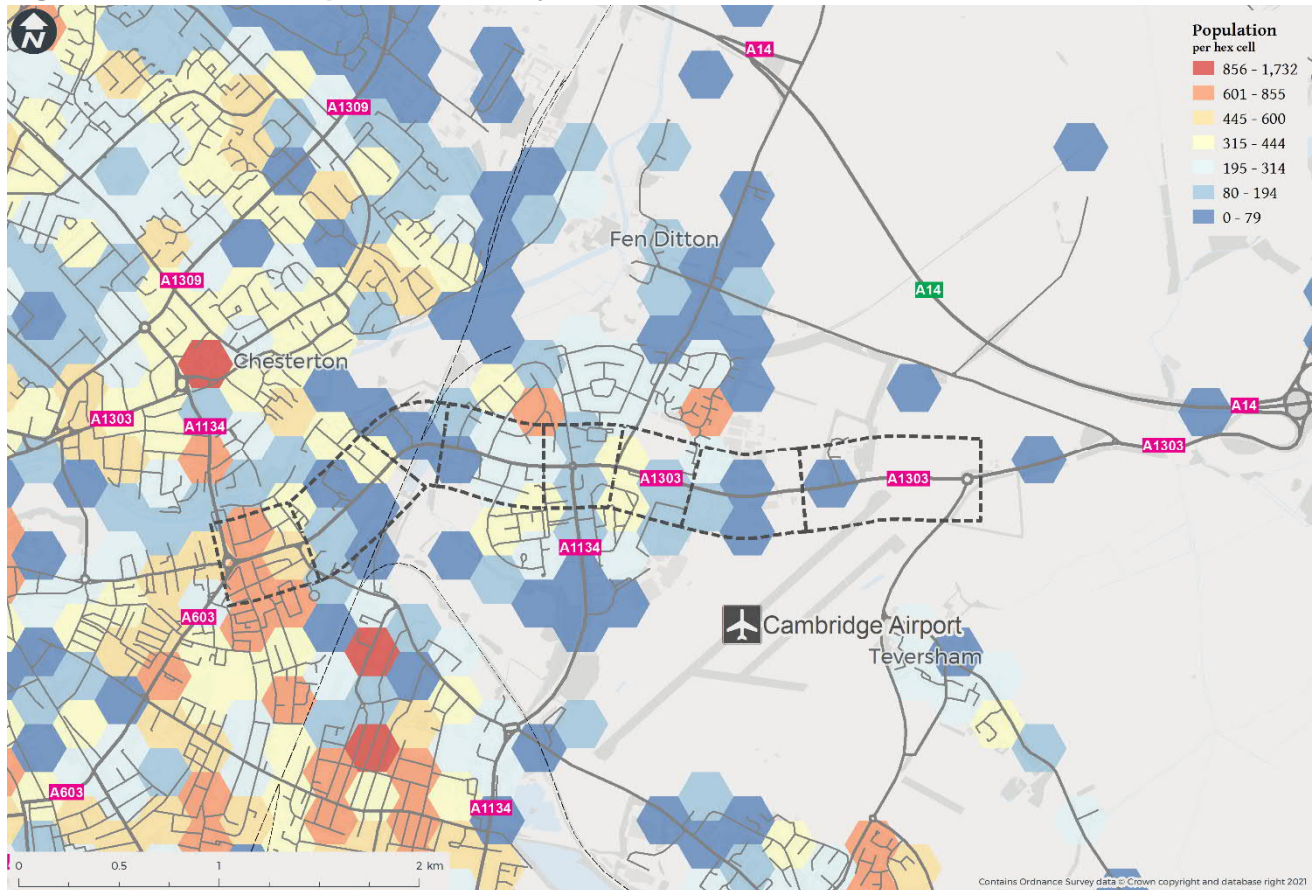 N
A14
Population
per hex cell
856 - 1,732
601 - 855
445 - 600
315 - 444
195 - 314
80 - 194
0 - 79
A1309
Fen Ditton
A1309
A14
Chesterton
A1303
A1134
A14
A1303
A1303
A1303
A1134
A603
Cambridge Airport
Teversham
A603
A1134
0 0.5 1 2 km
Contains Ordnance Survey data © Crown copyright and database right 2021